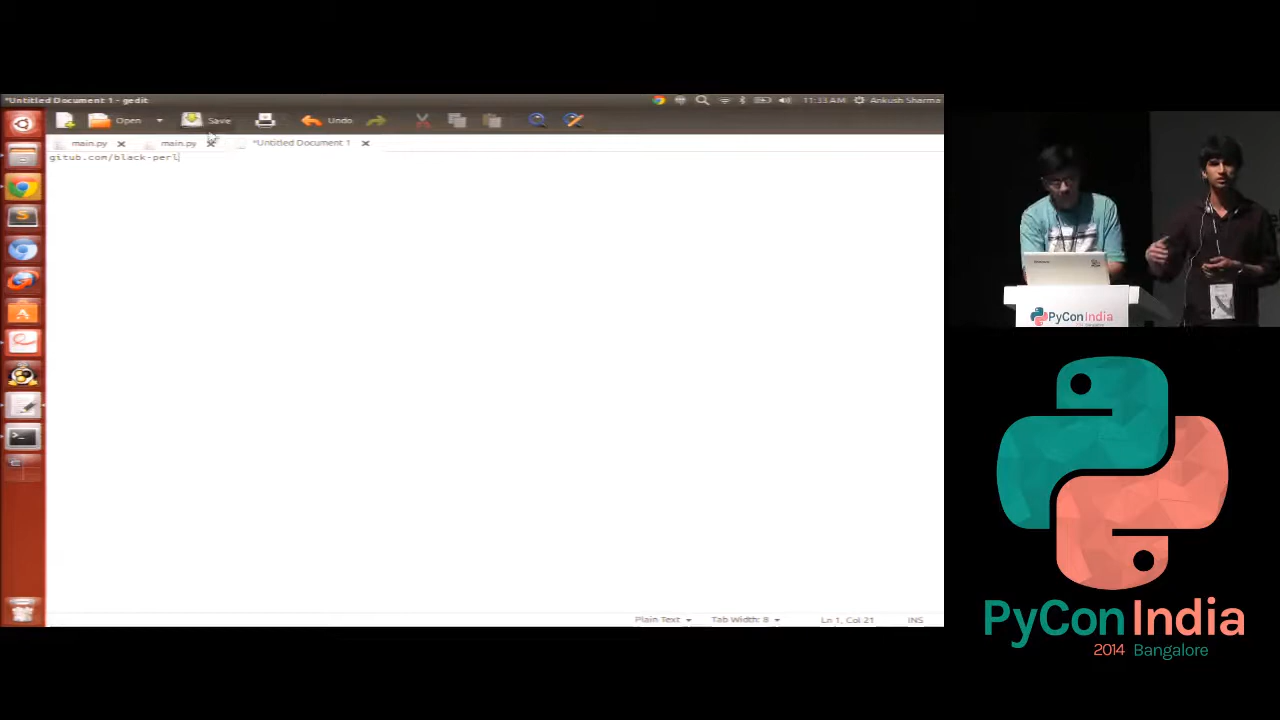 *Untitled Document 1 - gedit
11:33 AM Ankush Sharma
Open Save Undo
main.py main.py *Untitled Document 1
gitub.com/black-perl
Plain Text Tab Width: 8 Ln 1, Col 21 INS
PyCon India
PyCon India
2014 Bangalore